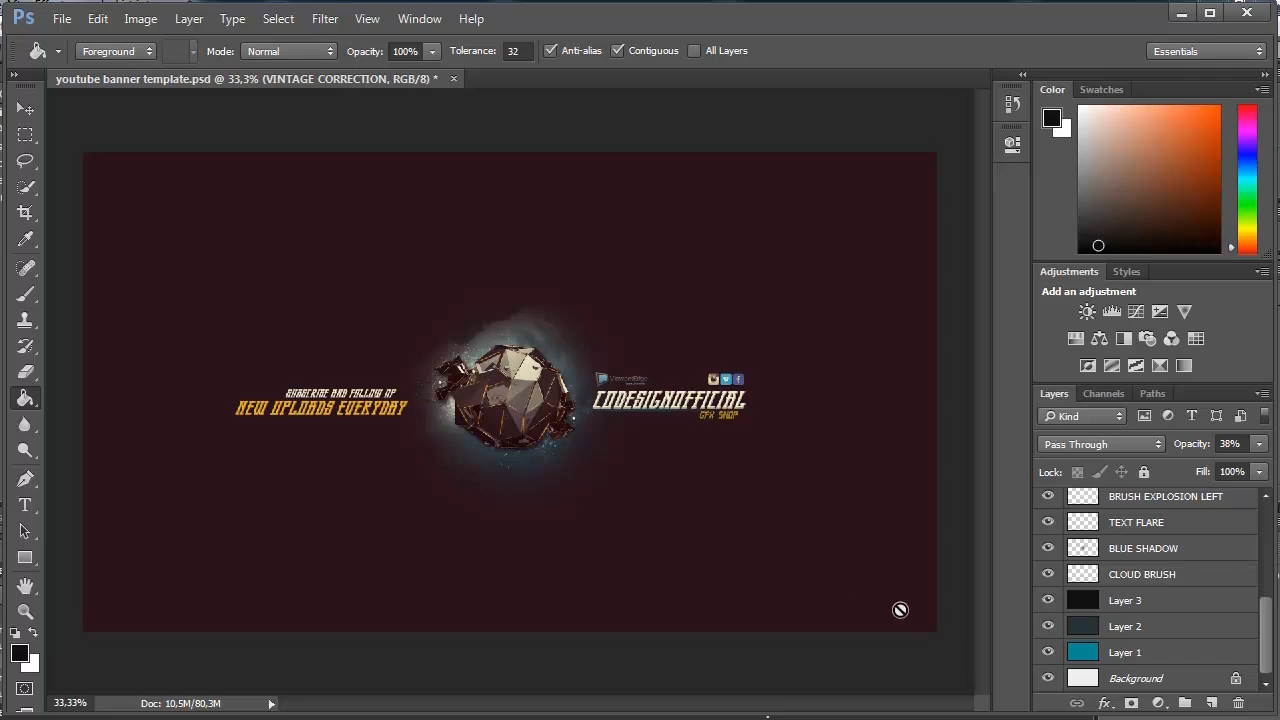 Ps File Edit Image Layer Type Select Filter View Window Help
Foreground Mode: Normal Opacity: 100% Tolerance: 32 Anti-alias Contiguous All Layers Essentials
youtube banner template.psd @ 33,3% (VINTAGE CORRECTION, RGB/8) *
Color Swatches
Adjustments Styles
Add an adjustment
SUBSCRIBE AND FOLLOW OF
NEW UPLOADS EVERYDAY
CODESIGNOFFICIAL
GFX SHOP
Layers Channels Paths
Kind
Pass Through Opacity: 38%
Lock: Fill: 100%
BRUSH EXPLOSION LEFT
TEXT FLARE
BLUE SHADOW
CLOUD BRUSH
Layer 3
Layer 2
Layer 1
Background
33,33% Doc: 10,5M/80,3M